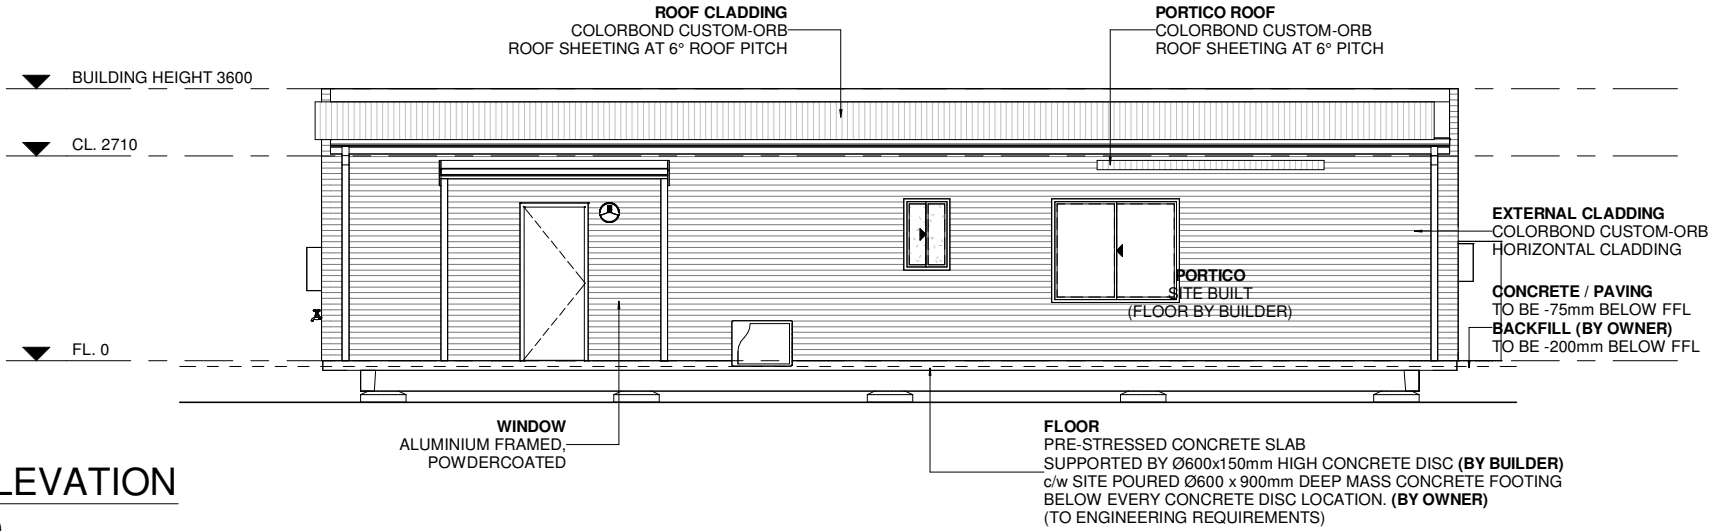 ROOF CLADDING
COLORBOND CUSTOM-ORB
ROOF SHEETING AT 6° ROOF PITCH
PORTICO ROOF
COLORBOND CUSTOM-ORB
ROOF SHEETING AT 6° PITCH
BUILDING HEIGHT 3600
CL. 2710
EXTERNAL CLADDING
COLORBOND CUSTOM-ORB
HORIZONTAL CLADDING
PORTICO
SITE BUILT
(FLOOR BY BUILDER)
CONCRETE / PAVING
TO BE -75mm BELOW FFL
BACKFILL (BY OWNER)
TO BE -200mm BELOW FFL
FL. 0
WINDOW
ALUMINIUM FRAMED,
POWDERCOATED
FLOOR
PRE-STRESSED CONCRETE SLAB
SUPPORTED BY Ø600x150mm HIGH CONCRETE DISC (BY BUILDER)
c/w SITE POURED Ø600 x 900mm DEEP MASS CONCRETE FOOTING
BELOW EVERY CONCRETE DISC LOCATION. (BY OWNER)
(TO ENGINEERING REQUIREMENTS)
LEVATION